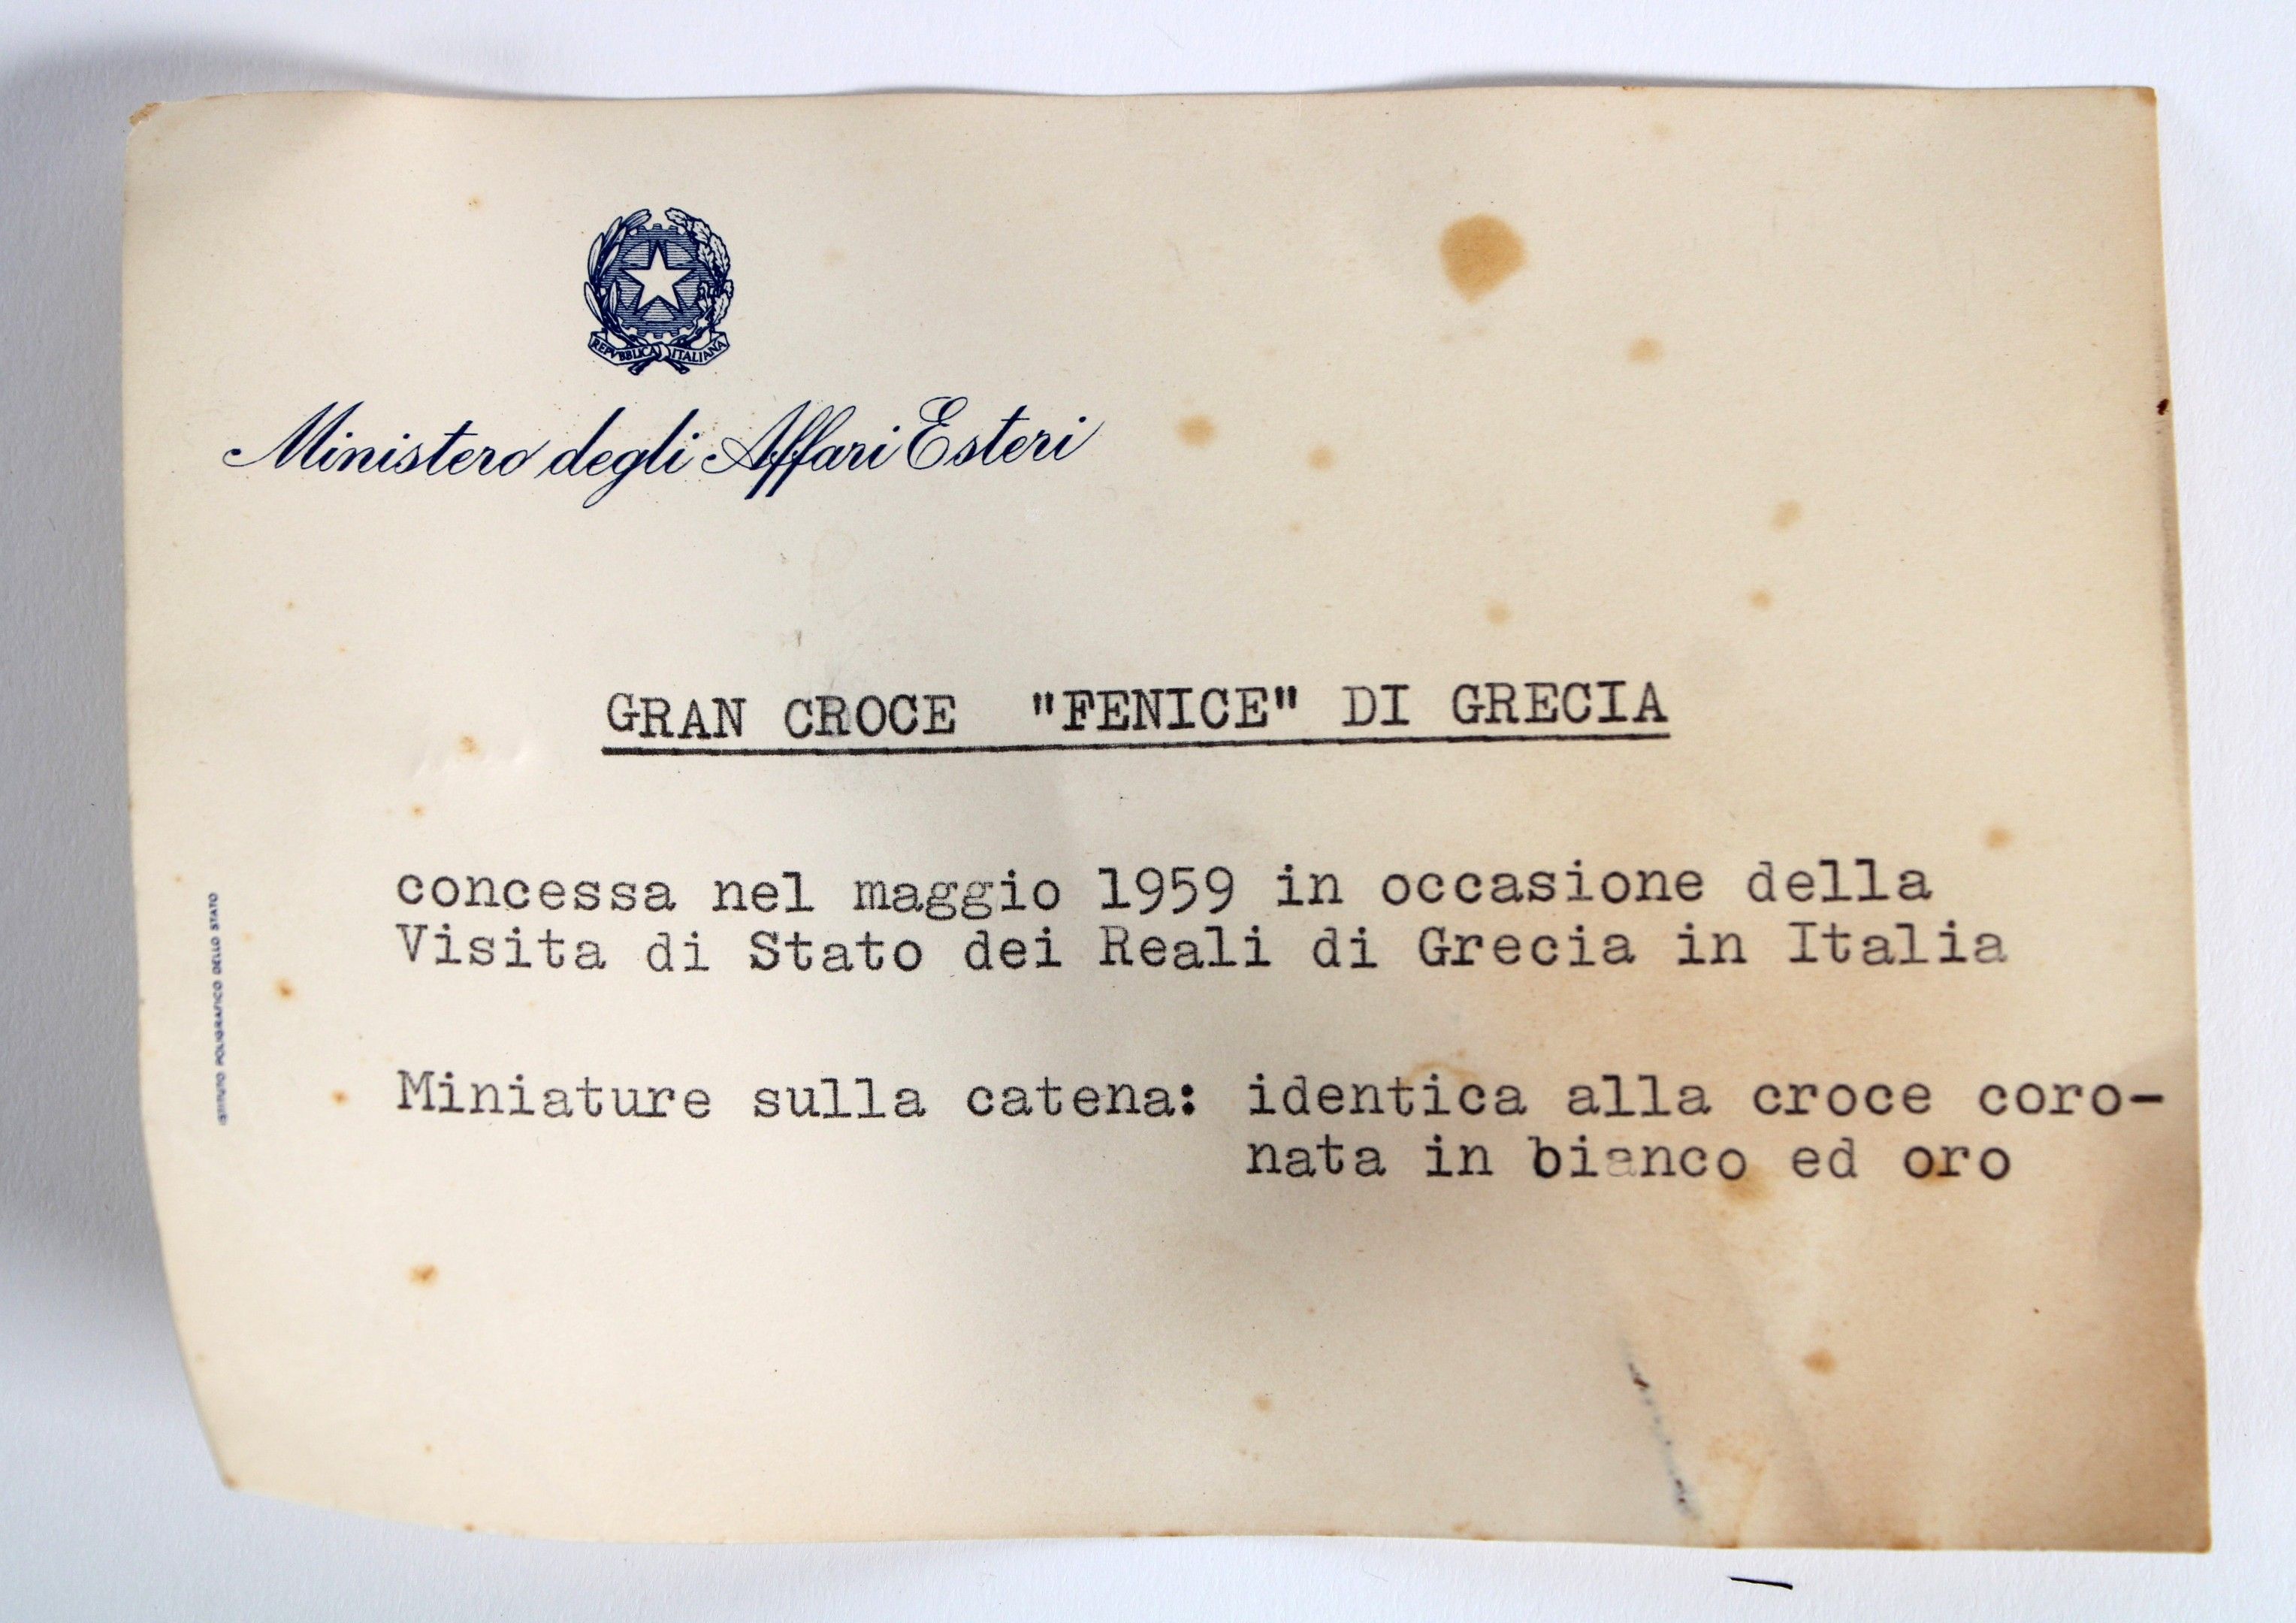 REPVBBLICA ITALIANA
Ministero degli Affari Esteri
GRAN CROCE "FENICE" DI GRECIA
concessa nel maggio 1959 in occasione della
Visita di Stato dei Reali di Grecia in Italia
Miniature sulla catena: identica alla croce coro-
nata in bianco ed oro
ISTITUTO POLIGRAFICO DELLO STATO